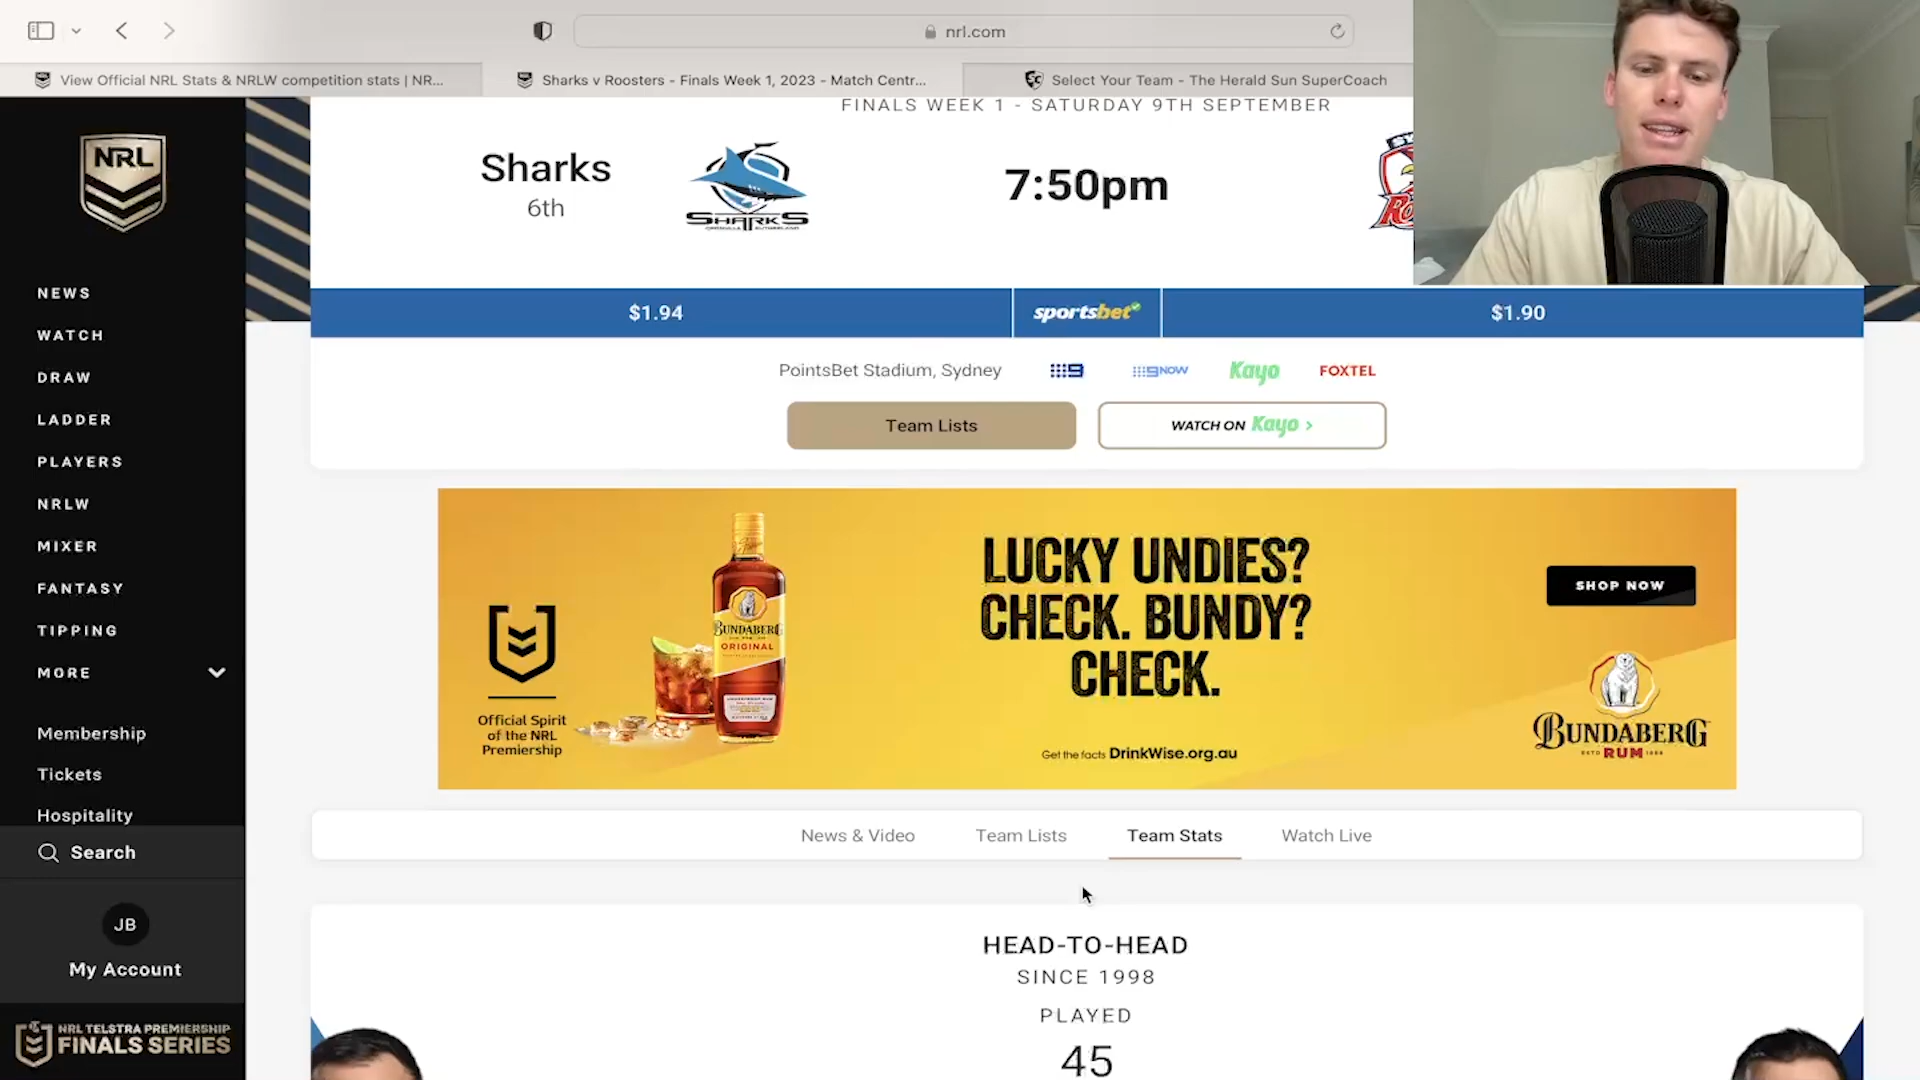 nrl.com
View Official NRL Stats & NRLW competition stats | NR...
Sharks v Roosters - Finals Week 1, 2023 - Match Centr...
Select Your Team - The Herald Sun SuperCoach
NRL
NEWS
WATCH
DRAW
LADDER
PLAYERS
NRLW
MIXER
FANTASY
TIPPING
MORE
Membership
Tickets
Hospitality
Search
JB
My Account
NRL TELSTRA PREMIERSHIP
FINALS SERIES
FINALS WEEK 1 - SATURDAY 9TH SEPTEMBER
Sharks
6th
SHARKS
7:50pm
$1.94
sportsbet
$1.90
PointsBet Stadium, Sydney
9
9NOW
Kayo
FOXTEL
Team Lists
WATCH ON Kayo >
Official Spirit
of the NRL
Premiership
BUNDABERG
ORIGINAL
LUCKY UNDIES?
CHECK. BUNDY?
CHECK.
Get the facts DrinkWise.org.au
SHOP NOW
BUNDABERG
ESTD RUM 1888
News & Video
Team Lists
Team Stats
Watch Live
HEAD-TO-HEAD
SINCE 1998
PLAYED
45